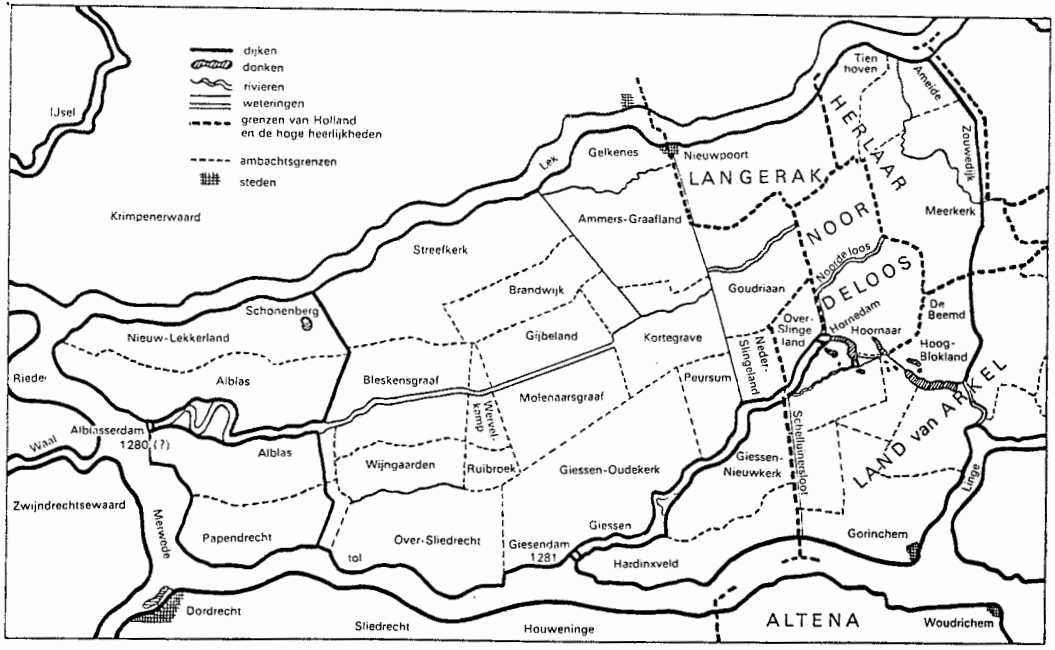 dijken
donken
rivieren
weteringen
grenzen van Holland
en de hoge heerlijkheden
ambachtsgrenzen
steden
IJsel
Krimpenerwaard
Lek
Gelkenes
Nieuwpoort
LANGERAK
Tien
hoven
Ameide
HERLAAR
Zouwedijk
Meerkerk
Streefkerk
Ammers-Graafland
NOOR
DELOOS
Noordeloos
Schonenberg
Brandwijk
Goudriaan
Nieuw-Lekkerland
Gijbeland
Kortegrave
Over-
Slinge
land
Hornedam
Hoornaar
De
Beemd
Hoog-
Blokland
Riede
Alblas
Bleskensgraaf
Molenaarsgraaf
Peursum
Neder-
Slingeland
LAND van ARKEL
Waal
Alblasserdam
1280 (?)
Alblas
Wervel-
kamp
Wijngaarden
Ruibroek
Giessen-Oudekerk
Giessen-
Nieuwkerk
Schelluinersloot
Linge
Zwijndrechtsewaard
Merwede
Papendrecht
tol
Over-Sliedrecht
Giesendam
1281
Giessen
Hardinxveld
Gorinchem
Dordrecht
Sliedrecht
Houweninge
ALTENA
Woudrichem